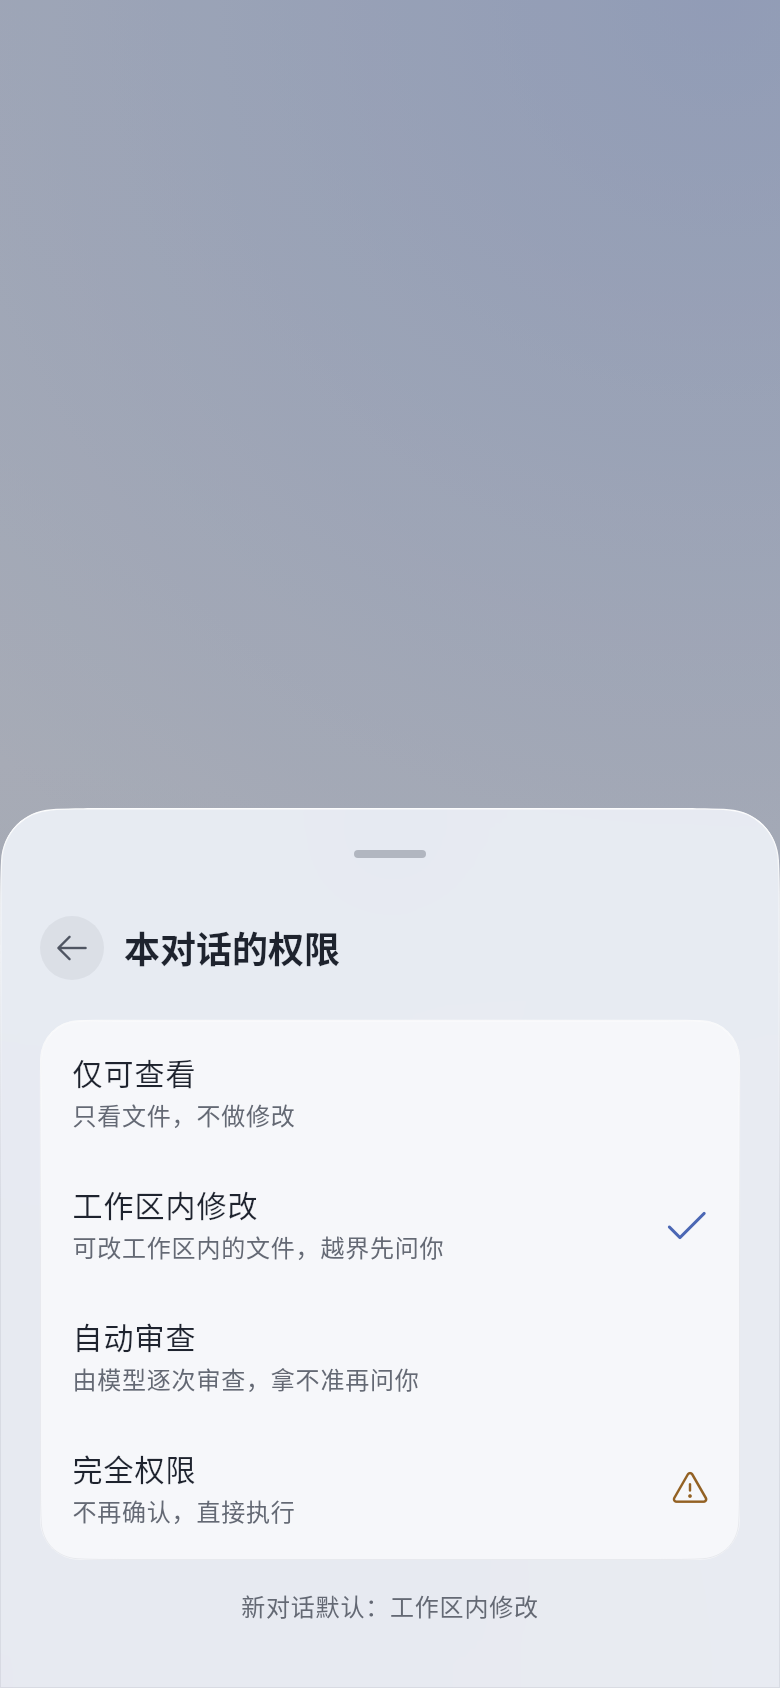 本对话的权限
仅可查看
只看文件，不做修改
工作区内修改
可改工作区内的文件，越界先问你
自动审查
由模型逐次审查，拿不准再问你
完全权限
不再确认，直接执行
新对话默认：工作区内修改